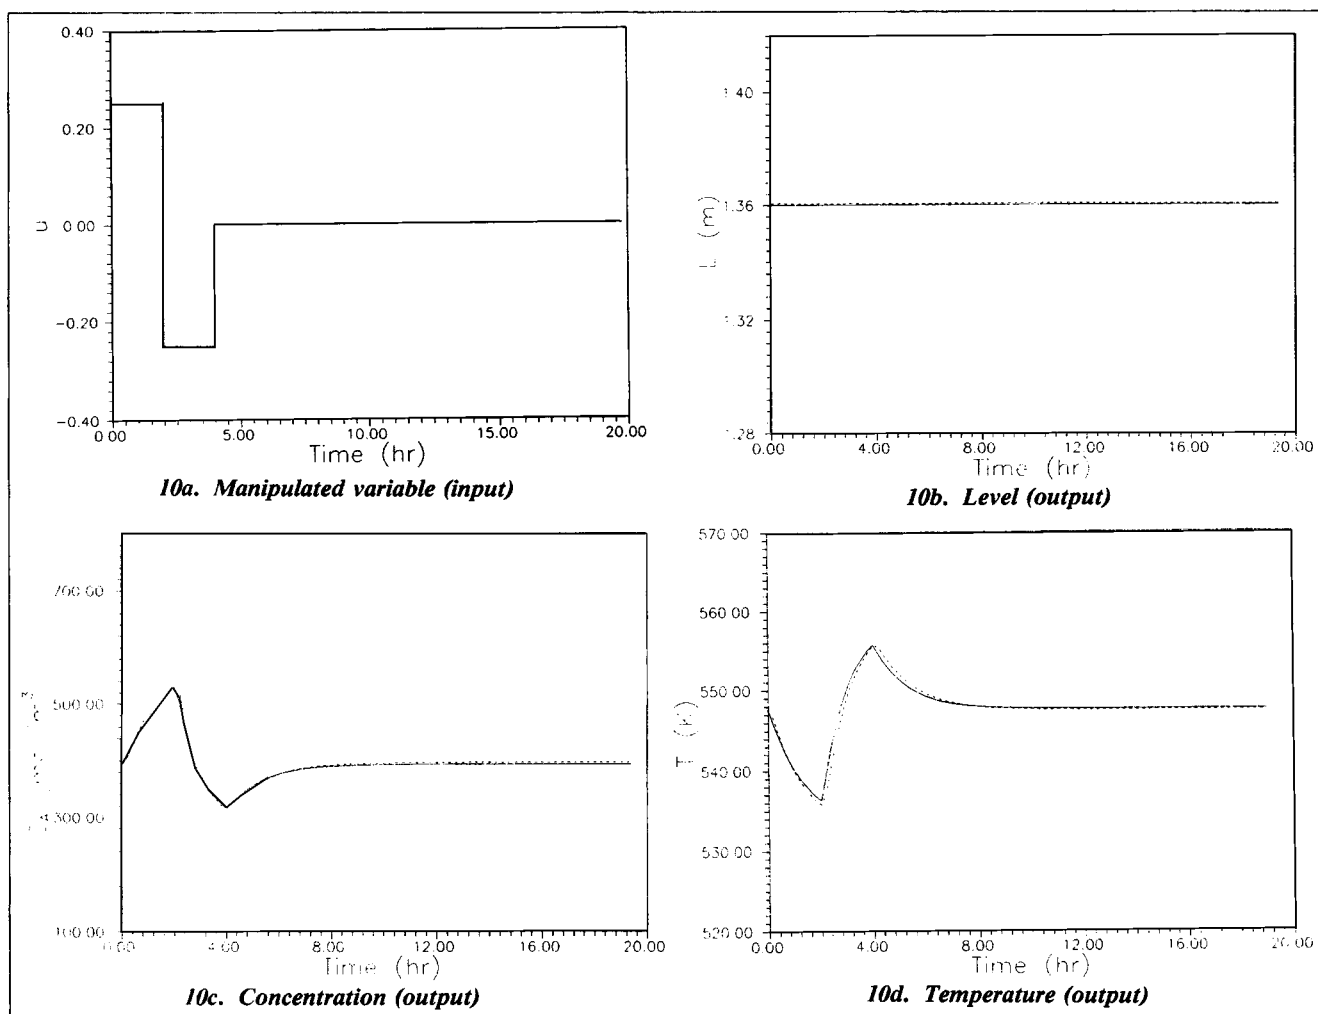 0.40
0.20
0.00
-0.20
-0.40
U
0.00 5.00 10.00 15.00 20.00
Time (hr)
10a. Manipulated variable (input)
1.40
1.36
1.32
1.28
L (m)
0.00 4.00 8.00 12.00 16.00 20.00
Time (hr)
10b. Level (output)
700.00
500.00
300.00
100.00
0.00 4.00 8.00 12.00 16.00 20.00
Time (hr)
10c. Concentration (output)
570.00
560.00
550.00
540.00
530.00
520.00
T (K)
0.00 4.00 8.00 12.00 16.00 20.00
Time (hr)
10d. Temperature (output)